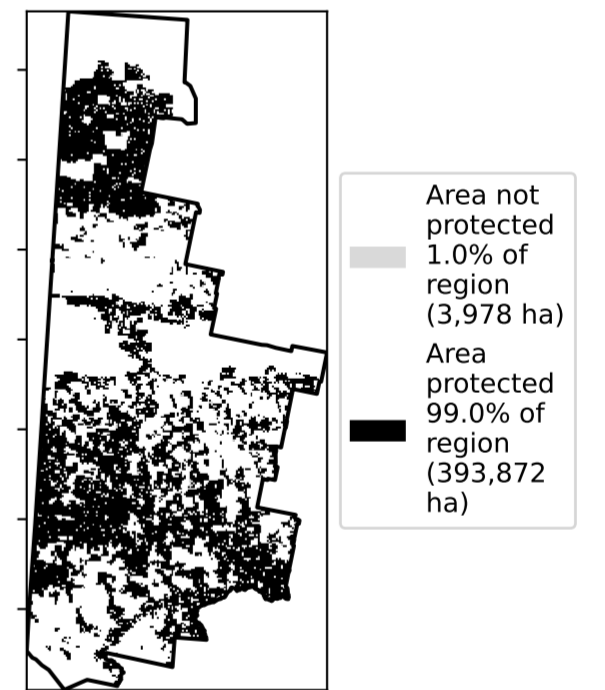 Area not
protected
1.0% of
region
(3,978 ha)
Area
protected
99.0% of
region
(393,872
ha)